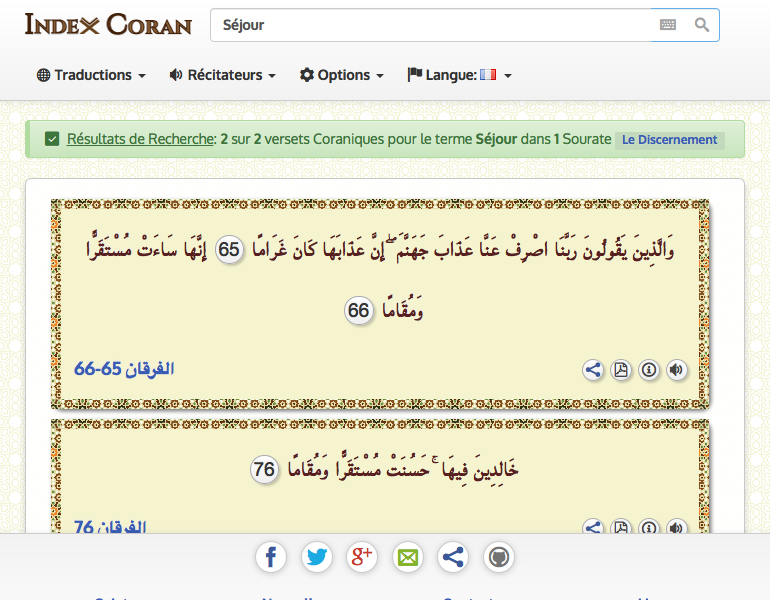 Index Coran
Séjour
Traductions Récitateurs Options Langue:
Résultats de Recherche: 2 sur 2 versets Coraniques pour le terme Séjour dans 1 Sourate Le Discernement
وَالَّذِينَ يَقُولُونَ رَبَّنَا اصْرِفْ عَنَّا عَذَابَ جَهَنَّمَ ۖ إِنَّ عَذَابَهَا كَانَ غَرَامًا 65 إِنَّهَا سَاءَتْ مُسْتَقَرًّا
وَمُقَامًا 66
الفرقان 65-66
خَالِدِينَ فِيهَا ۚ حَسُنَتْ مُسْتَقَرًّا وَمُقَامًا 76
الفرقان 76